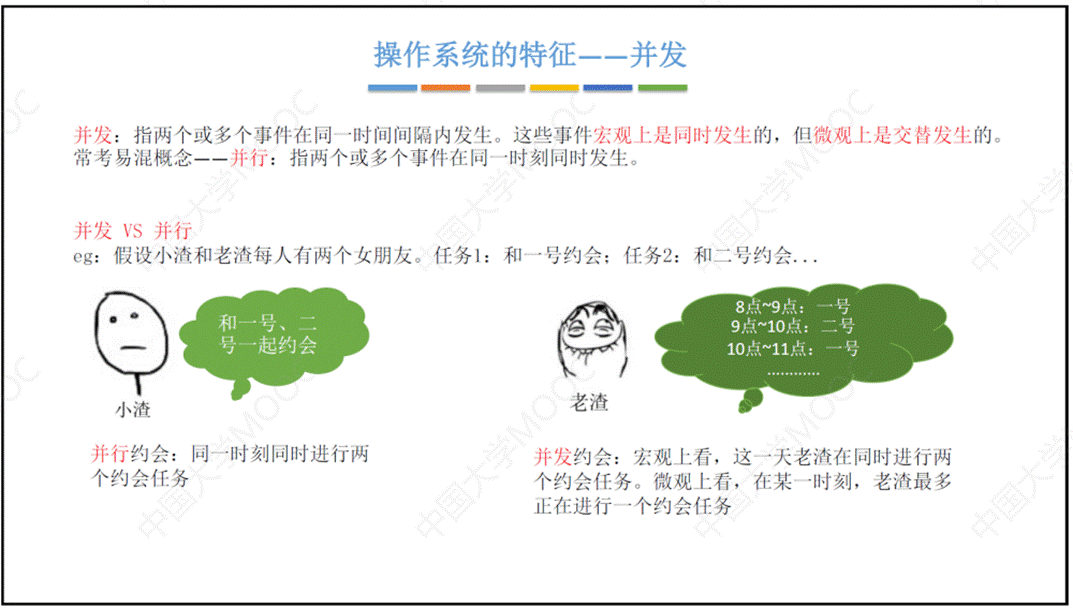 操作系统的特征——并发
并发：指两个或多个事件在同一时间间隔内发生。这些事件宏观上是同时发生的，但微观上是交替发生的。
常考易混概念——并行：指两个或多个事件在同一时刻同时发生。
并发 VS 并行
eg：假设小渣和老渣每人有两个女朋友。任务1：和一号约会；任务2：和二号约会...
和一号、二
号一起约会
小渣
并行约会：同一时刻同时进行两
个约会任务
8点~9点：一号
9点~10点：二号
10点~11点：一号
…………
老渣
并发约会：宏观上看，这一天老渣在同时进行两
个约会任务。微观上看，在某一时刻，老渣最多
正在进行一个约会任务
中国大学MOOC